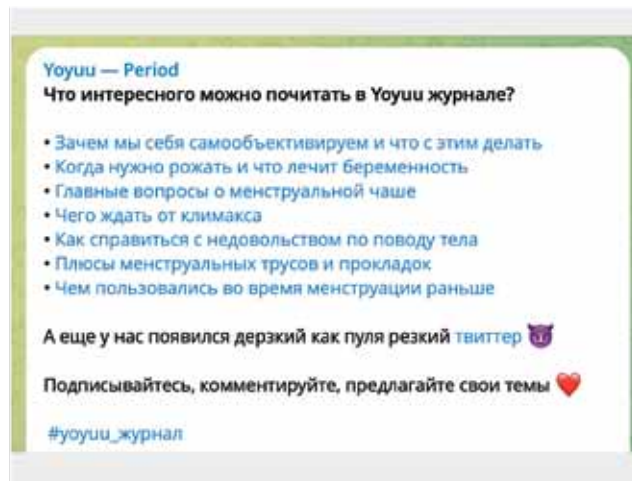 Yoyuu — Period
Что интересного можно почитать в Yoyuu журнале?
• Зачем мы себя самообъективируем и что с этим делать
• Когда нужно рожать и что лечит беременность
• Главные вопросы о менструальной чаше
• Чего ждать от климакса
• Как справиться с недовольством по поводу тела
• Плюсы менструальных трусов и прокладок
• Чем пользовались во время менструации раньше
А еще у нас появился дерзкий как пуля резкий твиттер 😈
Подписывайтесь, комментируйте, предлагайте свои темы ❤️
#yoyuu_журнал